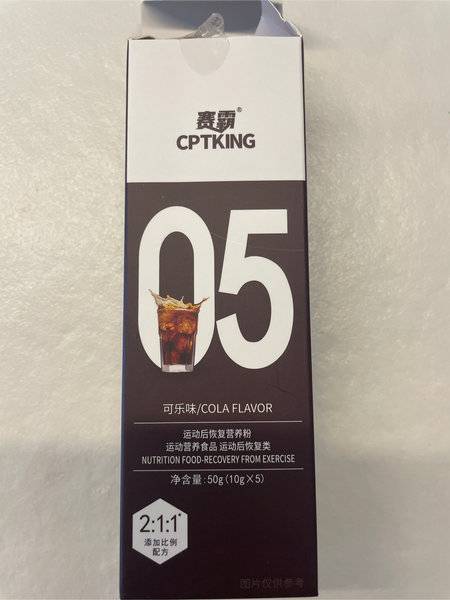 赛霸®
CPTKING
05
可乐味/COLA FLAVOR
运动后恢复营养粉
运动营养食品 运动后恢复类
NUTRITION FOOD-RECOVERY FROM EXERCISE
净含量:50g(10g×5)
2:1:1*
添加比例
配方
图片仅供参考